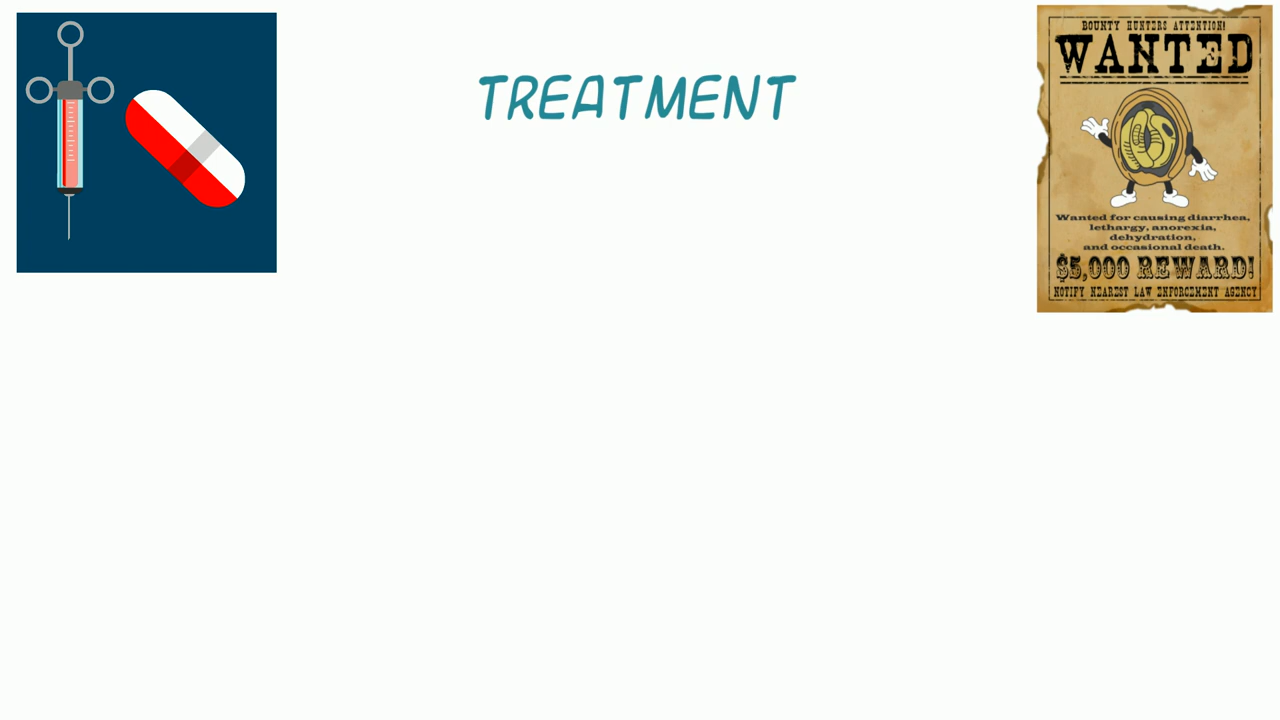 TREATMENT
BOUNTY HUNTERS ATTENTION!
WANTED
Wanted for causing diarrhea,
lethargy, anorexia,
dehydration,
and occasional death.
$5,000 REWARD!
NOTIFY NEAREST LAW ENFORCEMENT AGENCY